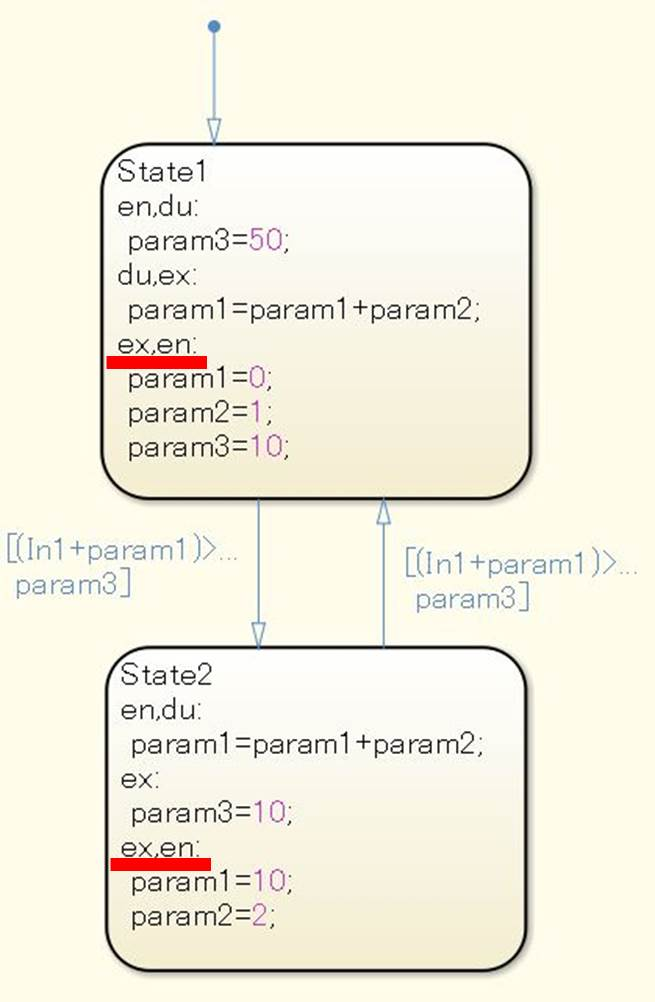 State1
en,du:
param3=50;
du,ex:
param1=param1+param2;
ex,en:
param1=0;
param2=1;
param3=10;
[(In1+param1)>...
param3]
[(In1+param1)>...
param3]
State2
en,du:
param1=param1+param2;
ex:
param3=10;
ex,en:
param1=10;
param2=2;